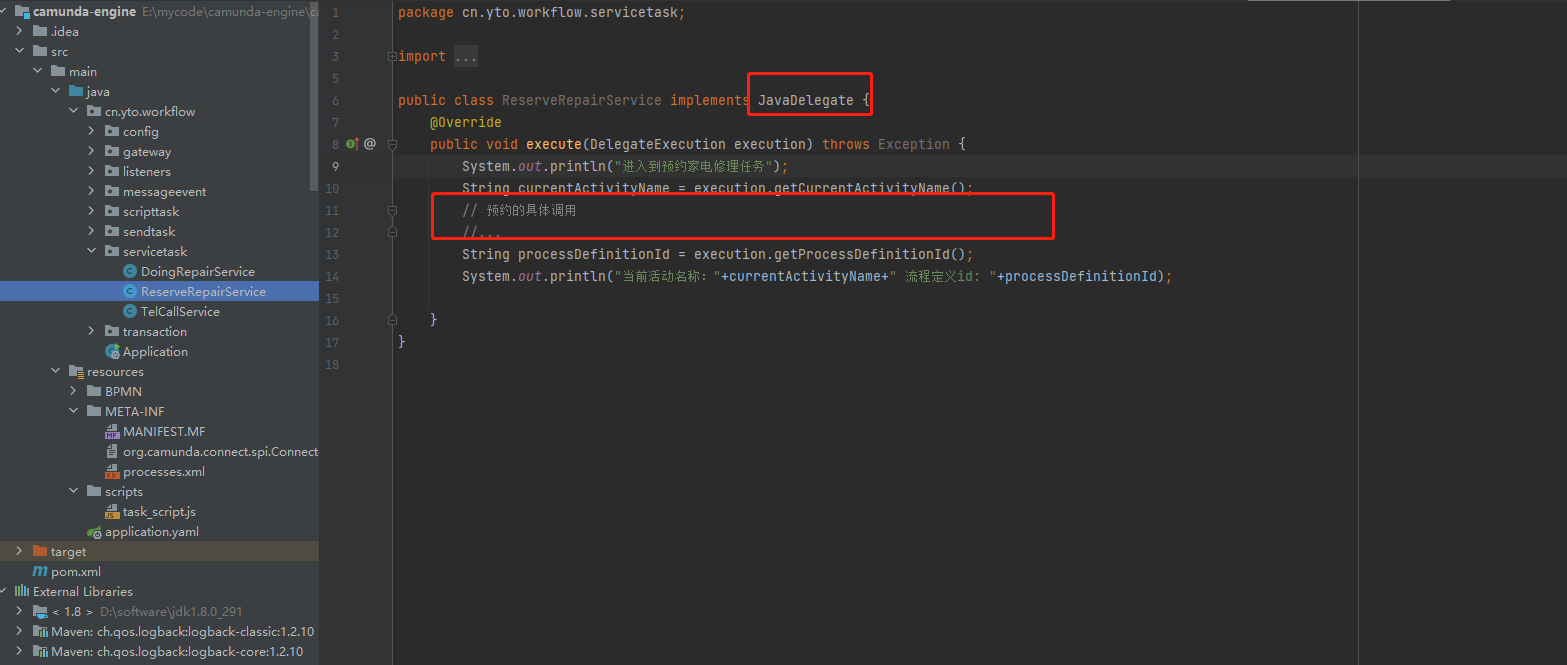 camunda-engine E:\mycode\camunda-engine\c
.idea
src
main
java
cn.yto.workflow
config
gateway
listeners
messageevent
scripttask
sendtask
servicetask
DoingRepairService
ReserveRepairService
TelCallService
transaction
Application
resources
BPMN
META-INF
MANIFEST.MF
org.camunda.connect.spi.Connect
processes.xml
scripts
task_script.js
application.yaml
target
pom.xml
External Libraries
< 1.8 > D:\software\jdk1.8.0_291
Maven: ch.qos.logback:logback-classic:1.2.10
Maven: ch.qos.logback:logback-core:1.2.10
1 package cn.yto.workflow.servicetask;
2
3 import ...
5
6 public class ReserveRepairService implements JavaDelegate {
7 @Override
8 @ public void execute(DelegateExecution execution) throws Exception {
9 System.out.println("进入到预约家电修理任务");
10 String currentActivityName = execution.getCurrentActivityName();
11 // 预约的具体调用
12 //...
13 String processDefinitionId = execution.getProcessDefinitionId();
14 System.out.println("当前活动名称："+currentActivityName+" 流程定义id："+processDefinitionId);
15
16 }
17 }
18